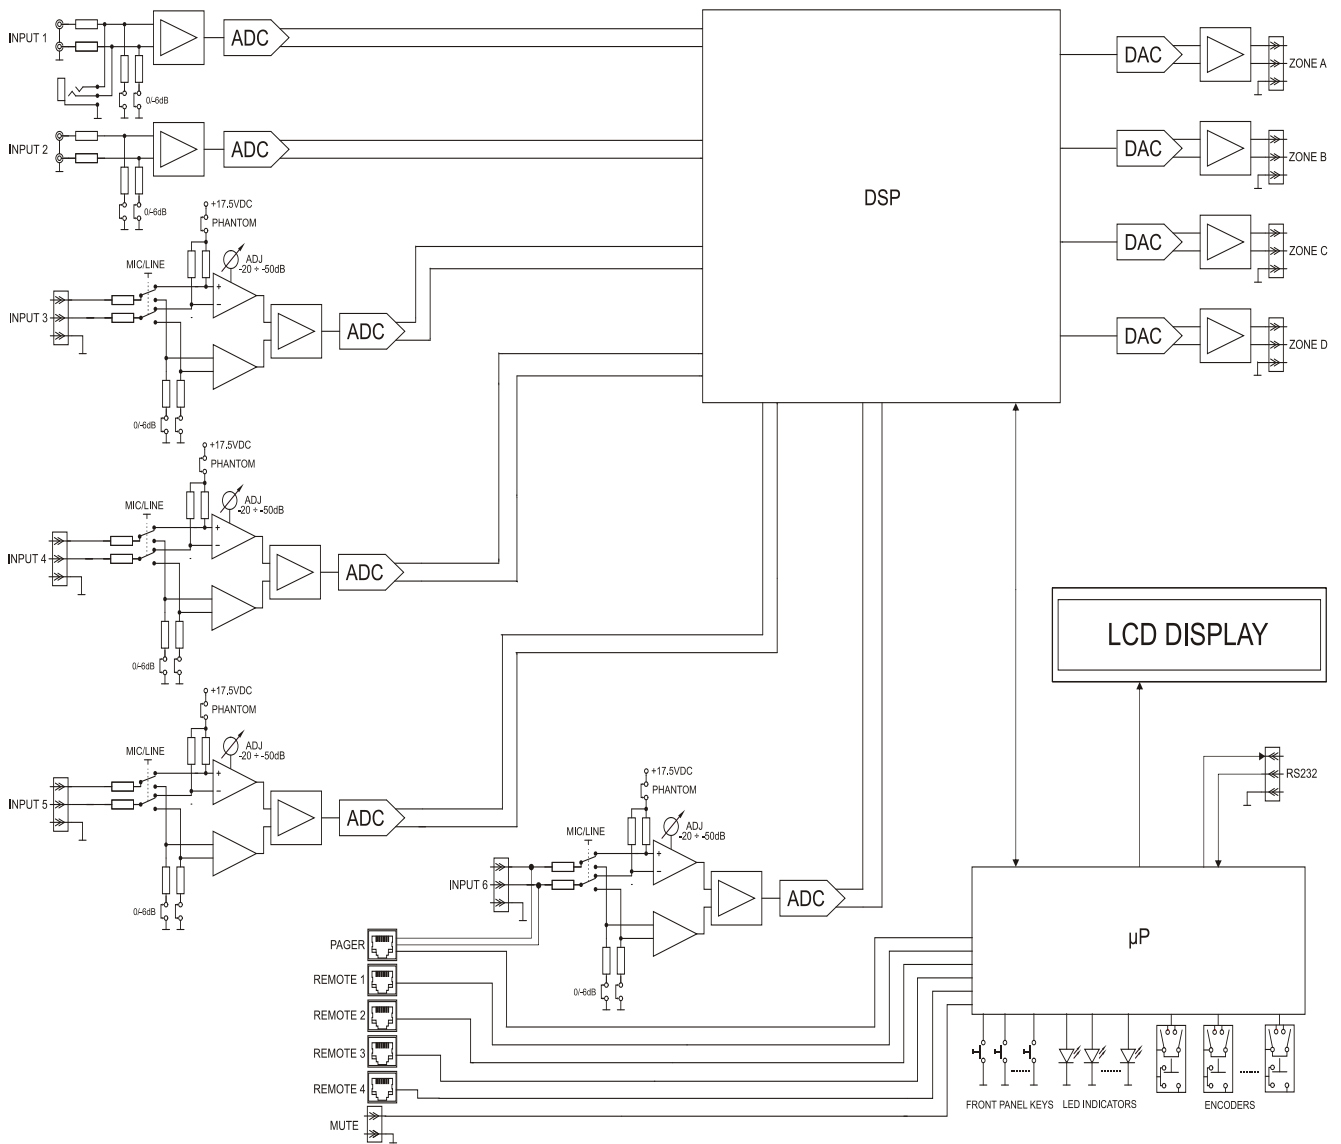 INPUT 1
ADC
0/-6dB
DSP
DAC
ZONE A
INPUT 2
ADC
0/-6dB
DAC
ZONE B
+17.5VDC
PHANTOM
MIC/LINE
ADJ
-20 ÷ -50dB
INPUT 3
ADC
0/-6dB
DAC
ZONE C
DAC
ZONE D
+17.5VDC
PHANTOM
MIC/LINE
ADJ
-20 ÷ -50dB
INPUT 4
ADC
0/-6dB
LCD DISPLAY
+17.5VDC
PHANTOM
MIC/LINE
ADJ
-20 ÷ -50dB
INPUT 5
ADC
0/-6dB
RS232
+17.5VDC
PHANTOM
MIC/LINE
ADJ
-20 ÷ -50dB
INPUT 6
ADC
0/-6dB
µP
PAGER
REMOTE 1
REMOTE 2
REMOTE 3
REMOTE 4
MUTE
FRONT PANEL KEYS
LED INDICATORS
ENCODERS